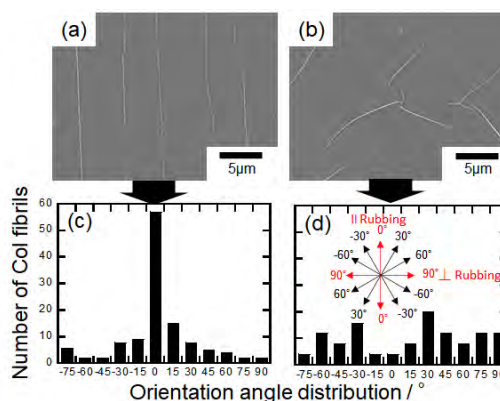 (a)
(b)
5μm
5μm
Number of Col fibrils
60
50
40
30
20
10
0
(c)
(d)
II Rubbing
0°
-30°
30°
-60°
60°
90°
90°
⊥ Rubbing
60°
-60°
30°
-30°
0°
-75 -60 -45 -30 -15 0 15 30 45 60 75 90
-75 -60 -45 -30 -15 0 15 30 45 60 75 90
Orientation angle distribution / °